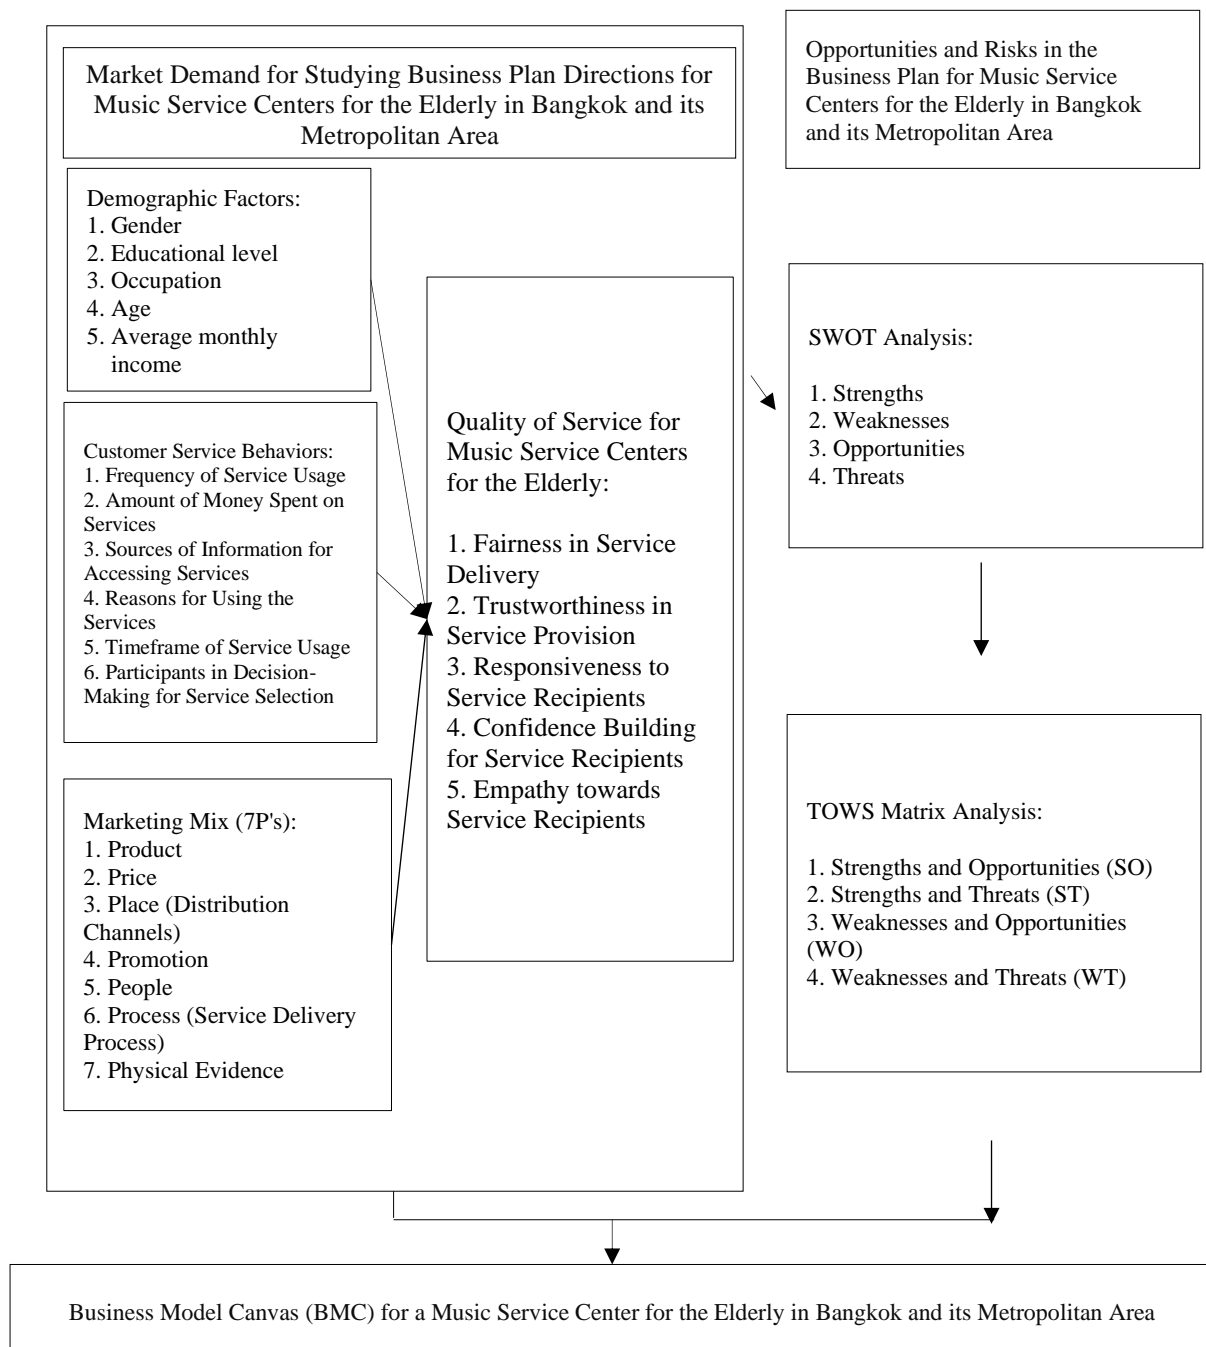 Market Demand for Studying Business Plan Directions for
Music Service Centers for the Elderly in Bangkok and its
Metropolitan Area
Opportunities and Risks in the
Business Plan for Music Service
Centers for the Elderly in Bangkok
and its Metropolitan Area
Demographic Factors:
1. Gender
2. Educational level
3. Occupation
4. Age
5. Average monthly
income
Customer Service Behaviors:
1. Frequency of Service Usage
2. Amount of Money Spent on
Services
3. Sources of Information for
Accessing Services
4. Reasons for Using the
Services
5. Timeframe of Service Usage
6. Participants in Decision-
Making for Service Selection
Marketing Mix (7P's):
1. Product
2. Price
3. Place (Distribution
Channels)
4. Promotion
5. People
6. Process (Service Delivery
Process)
7. Physical Evidence
Quality of Service for
Music Service Centers
for the Elderly:
1. Fairness in Service
Delivery
2. Trustworthiness in
Service Provision
3. Responsiveness to
Service Recipients
4. Confidence Building
for Service Recipients
5. Empathy towards
Service Recipients
SWOT Analysis:
1. Strengths
2. Weaknesses
3. Opportunities
4. Threats
TOWS Matrix Analysis:
1. Strengths and Opportunities (SO)
2. Strengths and Threats (ST)
3. Weaknesses and Opportunities
(WO)
4. Weaknesses and Threats (WT)
Business Model Canvas (BMC) for a Music Service Center for the Elderly in Bangkok and its Metropolitan Area